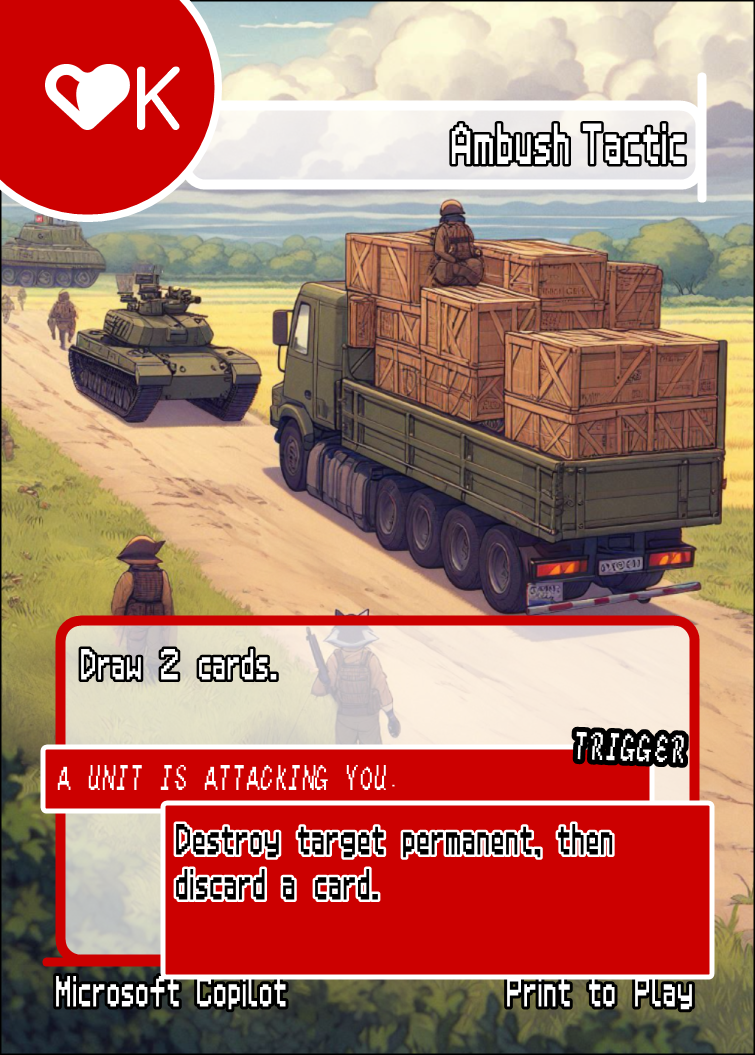 K
Ambush Tactic
Draw 2 cards.
TRIGGER
A UNIT IS ATTACKING YOU.
Destroy target permanent, then
discard a card.
Microsoft Copilot
Print to Play